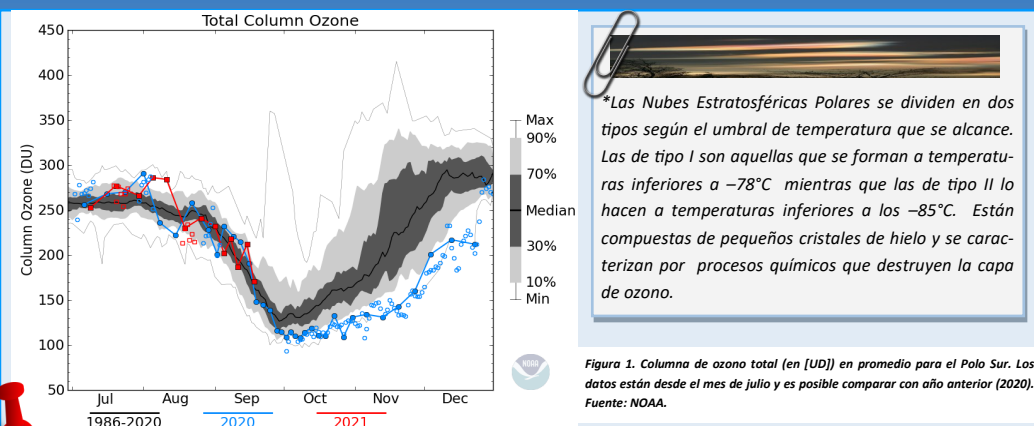 Total Column Ozone
450
400
350
300
250
200
150
100
50
Column Ozone (DU)
Jul Aug Sep Oct Nov Dec
1986-2020 2020 2021
Max
90%
70%
Median
30%
10%
Min
NOAA
*Las Nubes Estratosféricas Polares se dividen en dos
tipos según el umbral de temperatura que se alcance.
Las de tipo I son aquellas que se forman a temperatu-
ras inferiores a –78°C mientras que las de tipo II lo
hacen a temperaturas inferiores a los –85°C. Están
compuestas de pequeños cristales de hielo y se carac-
terizan por procesos químicos que destruyen la capa
de ozono.
Figura 1. Columna de ozono total (en [UD]) en promedio para el Polo Sur. Los
datos están desde el mes de julio y es posible comparar con año anterior (2020).
Fuente: NOAA.